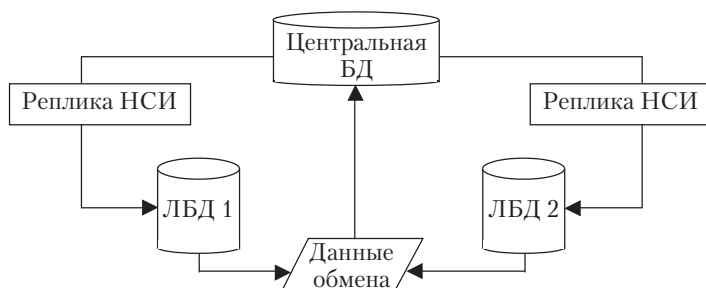 Центральная
БД
Реплика НСИ
Реплика НСИ
ЛБД 1
ЛБД 2
Данные
обмена